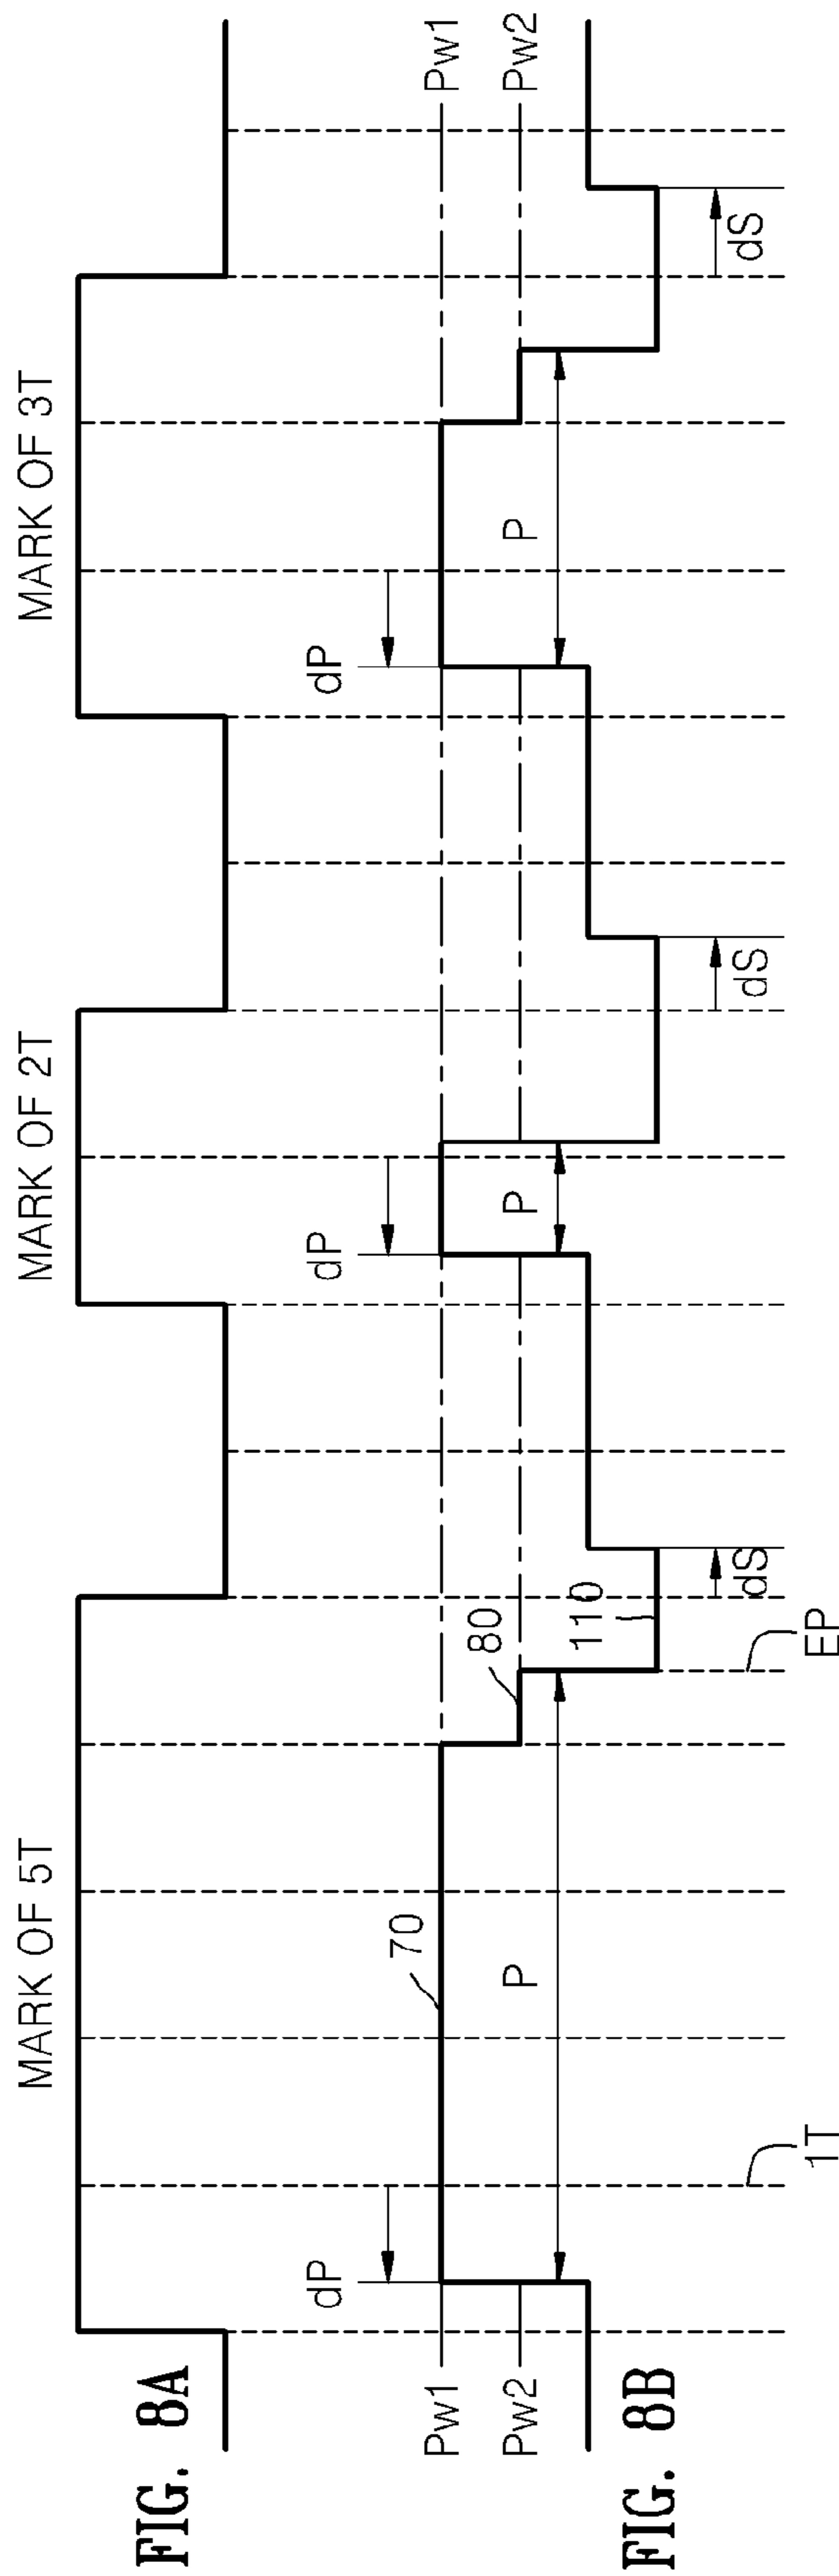 FIG. 8A
MARK OF 5T
MARK OF 2T
MARK OF 3T
FIG. 8B
Pw1
Pw2
dP
70
P
80
110
dS
1T
EP
dP
P
dS
dP
P
dS
Pw1
Pw2